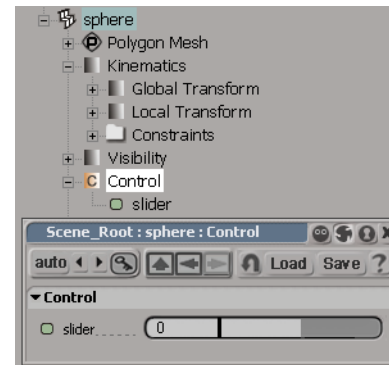 sphere
Polygon Mesh
Kinematics
Global Transform
Local Transform
Constraints
Visibility
C Control
slider
Scene_Root : sphere : Control
auto Load Save ?
Control
slider 0